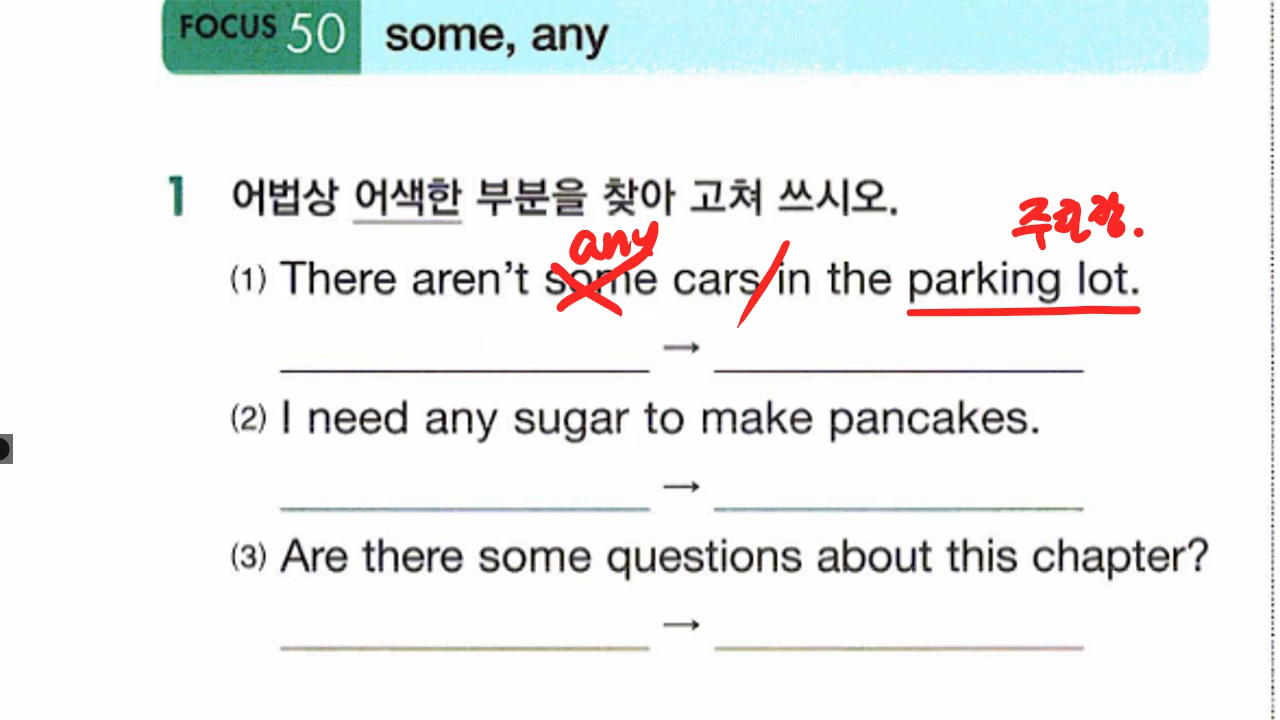 FOCUS 50 some, any
1 어법상 어색한 부분을 찾아 고쳐 쓰시오.
주차장.
any
(1) There aren't some cars in the parking lot.
→
(2) I need any sugar to make pancakes.
→
(3) Are there some questions about this chapter?
→